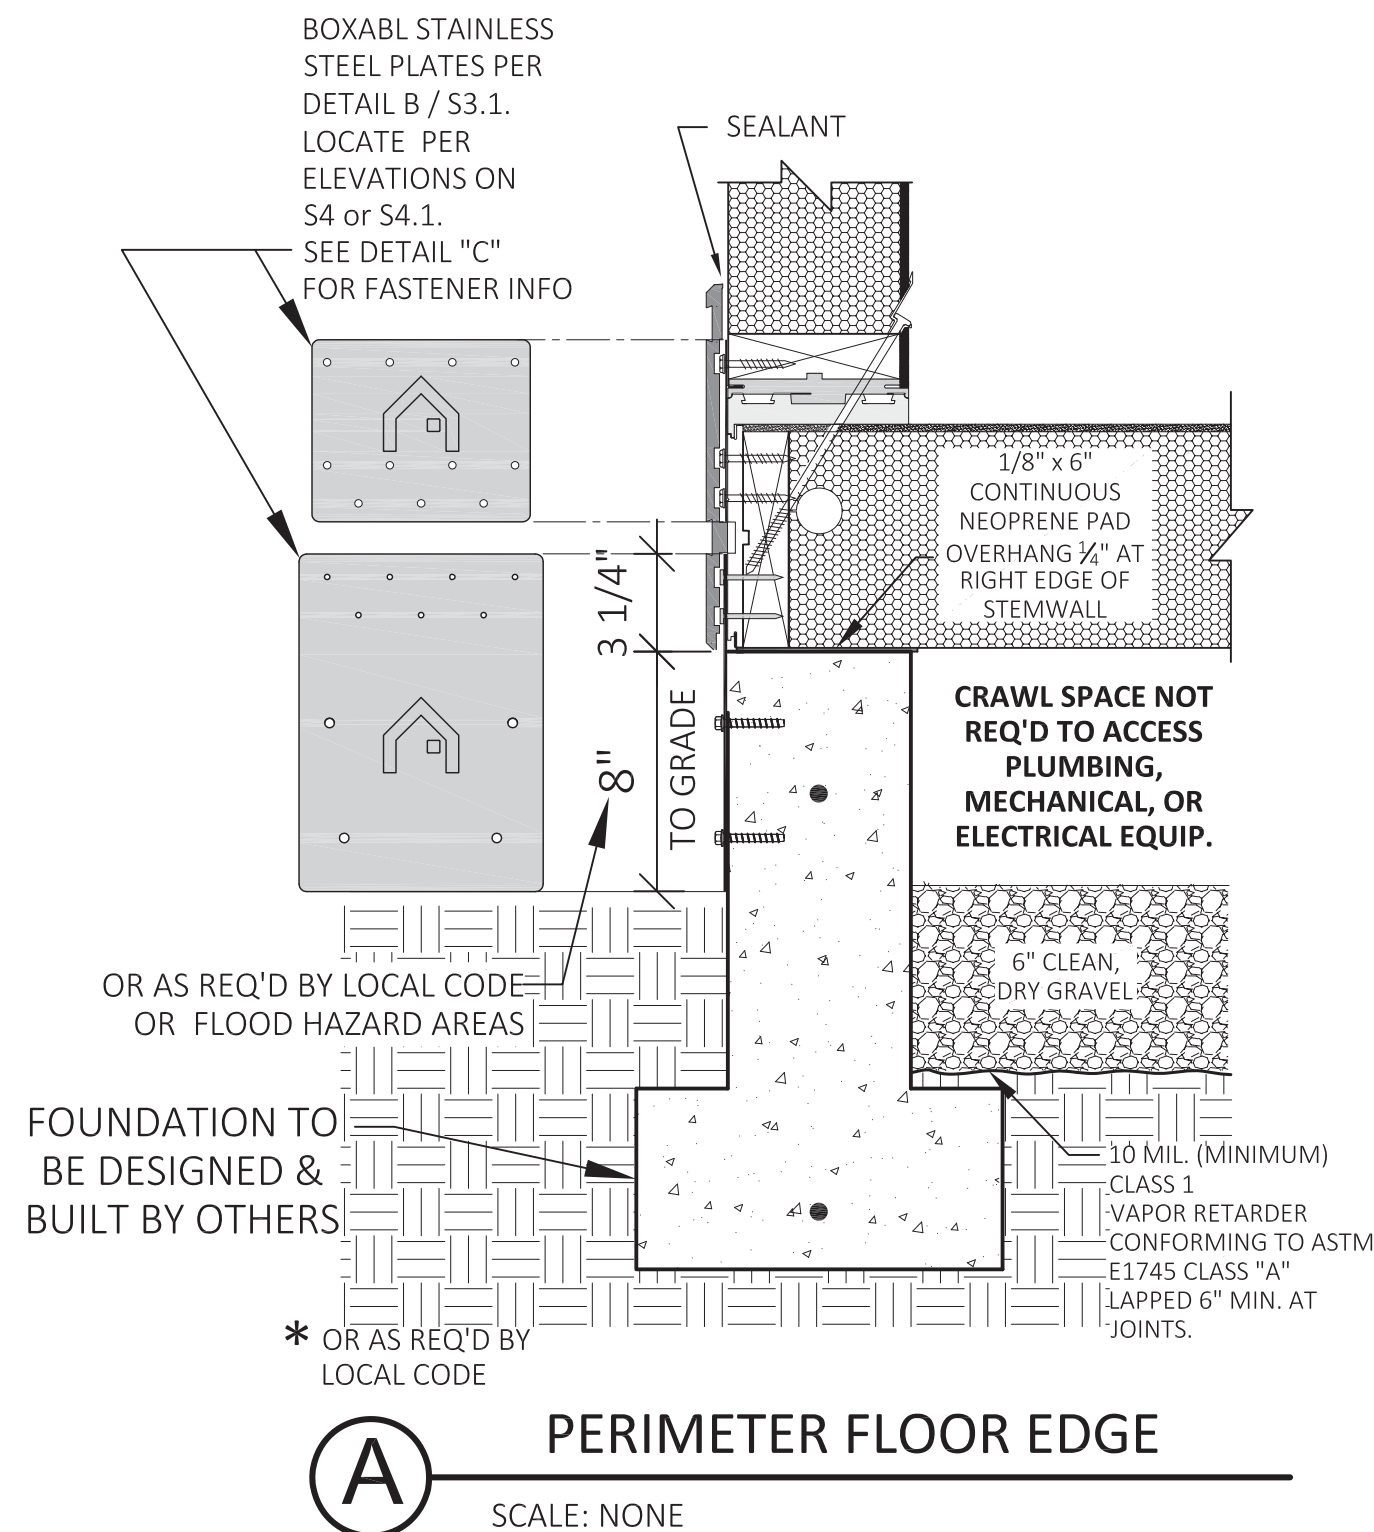 BOXABL STAINLESS
STEEL PLATES PER
DETAIL B / S3.1.
LOCATE PER
ELEVATIONS ON
S4 or S4.1.
SEE DETAIL "C"
FOR FASTENER INFO
SEALANT
1/8" x 6"
CONTINUOUS
NEOPRENE PAD
OVERHANG 1/4" AT
RIGHT EDGE OF
STEMWALL
3 1/4"
8"
TO GRADE
CRAWL SPACE NOT
REQ'D TO ACCESS
PLUMBING,
MECHANICAL, OR
ELECTRICAL EQUIP.
6" CLEAN,
DRY GRAVEL
OR AS REQ'D BY LOCAL CODE
OR FLOOD HAZARD AREAS
FOUNDATION TO
BE DESIGNED &
BUILT BY OTHERS
10 MIL. (MINIMUM)
CLASS 1
VAPOR RETARDER
CONFORMING TO ASTM
E1745 CLASS "A"
LAPPED 6" MIN. AT
JOINTS.
* OR AS REQ'D BY
LOCAL CODE
A
PERIMETER FLOOR EDGE
SCALE: NONE